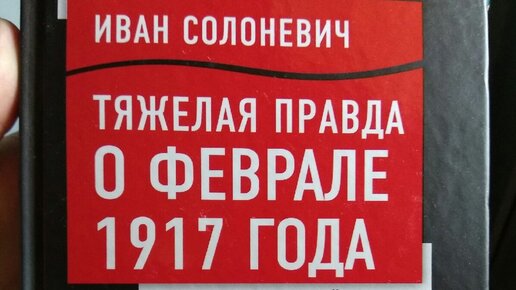 ИВАН СОЛОНЕВИЧ
ТЯЖЕЛАЯ ПРАВДА
О ФЕВРАЛЕ
1917 ГОДА